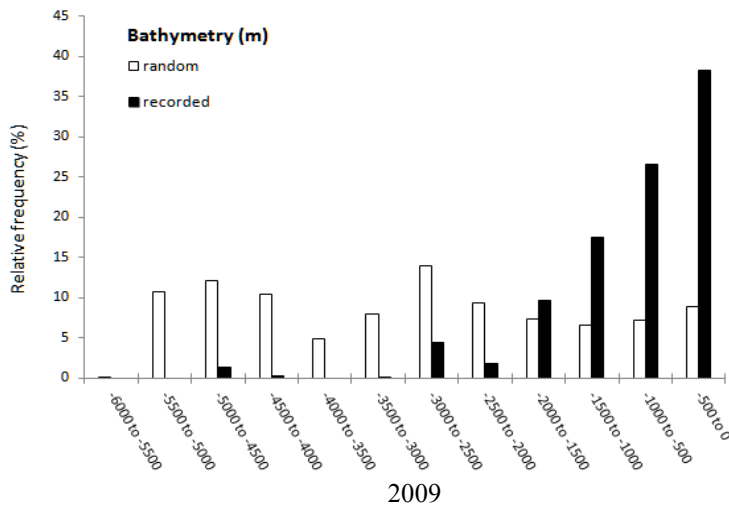 45
40
35
30
25
20
15
10
5
0
Relative frequency (%)
Bathymetry (m)
random
recorded
-6000 to -5500
-5500 to -5000
-5000 to -4500
-4500 to -4000
-4000 to -3500
-3500 to -3000
-3000 to -2500
-2500 to -2000
-2000 to -1500
-1500 to -1000
-1000 to -500
-500 to 0
2009